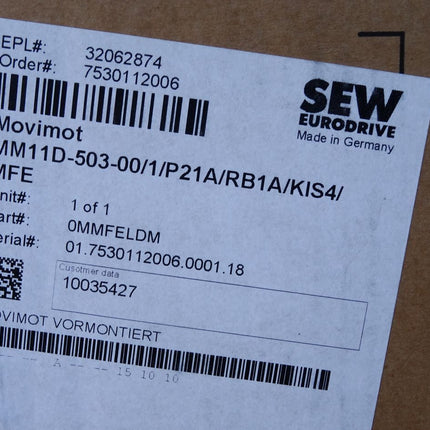 EPL#: 32062874
Order#: 7530112006
SEW
EURODRIVE
Made in Germany
Movimot
MM11D-503-00/1/P21A/RB1A/KIS4/
MFE
nit#: 1 of 1
art#: 0MMFELDM
erial#: 01.7530112006.0001.18
Cusotmer data
10035427
OVIMOT VORMONTIERT
A -- -- 15 10 10